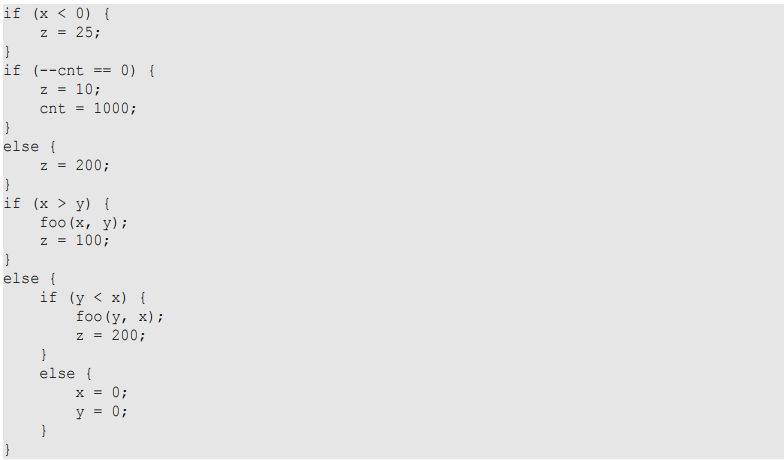 if (x < 0) {
    z = 25;
}
if (--cnt == 0) {
    z = 10;
    cnt = 1000;
}
else {
    z = 200;
}
if (x > y) {
    foo(x, y);
    z = 100;
}
else {
    if (y < x) {
        foo(y, x);
        z = 200;
    }
    else {
        x = 0;
        y = 0;
    }
}